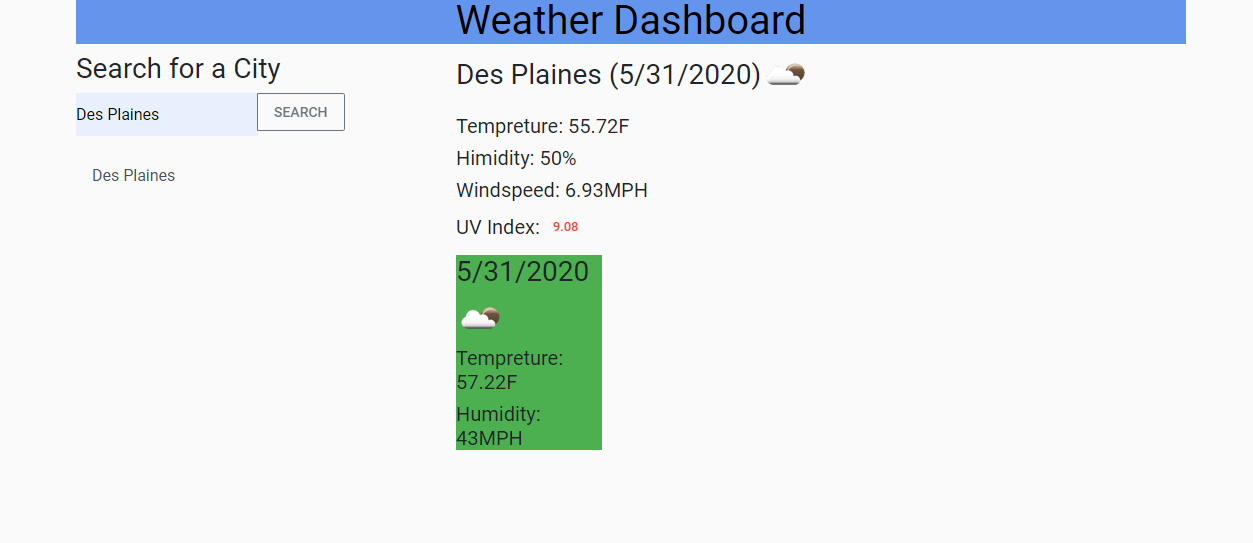 Weather Dashboard
Search for a City
Des Plaines
SEARCH
Des Plaines
Des Plaines (5/31/2020)
Tempreture: 55.72F
Himidity: 50%
Windspeed: 6.93MPH
UV Index: 9.08
5/31/2020
Tempreture:
57.22F
Humidity:
43MPH